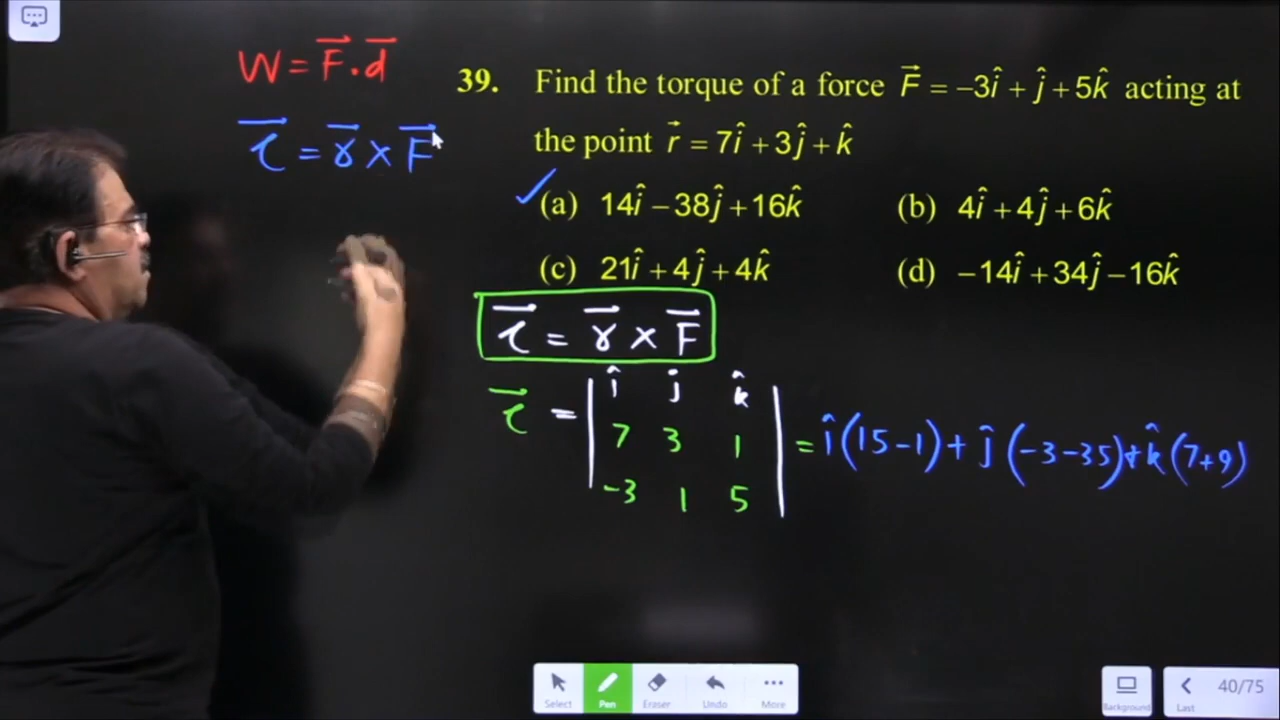 W = F⃗ . d⃗
τ⃗ = r⃗ × F⃗
39. Find the torque of a force F⃗ = −3î + ĵ + 5k̂ acting at
the point r⃗ = 7î + 3ĵ + k̂
(a) 14î − 38ĵ + 16k̂ (b) 4î + 4ĵ + 6k̂
(c) 21î + 4ĵ + 4k̂ (d) −14î + 34ĵ − 16k̂
τ⃗ = r⃗ × F⃗
î ĵ k̂
τ⃗ = | 7 3 1 | = î(15−1) + ĵ(−3−35) + k̂(7+9)
-3 1 5
Select Pen Eraser Undo More
Background Last 40/75